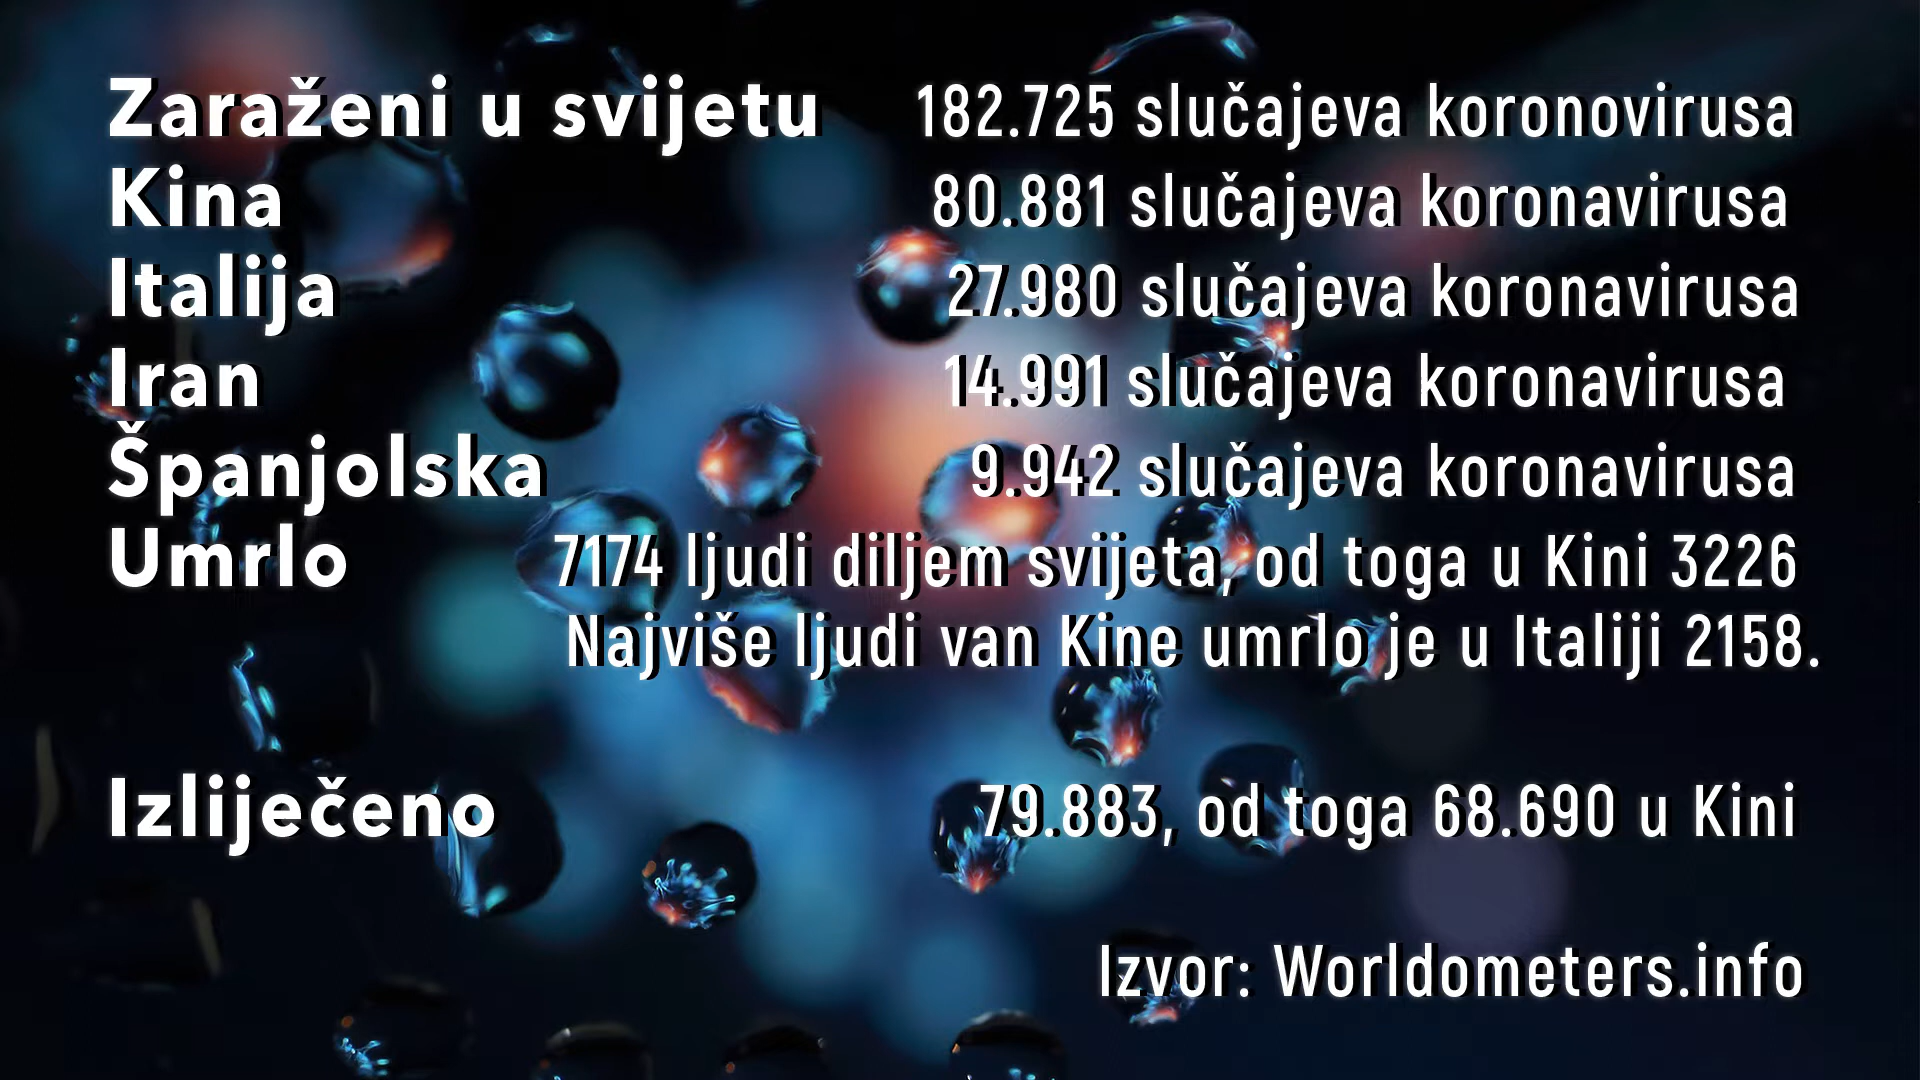 Zaraženi u svijetu 182.725 slučajeva koronovirusa
Kina 80.881 slučajeva koronavirusa
Italija 27.980 slučajeva koronavirusa
Iran 14.991 slučajeva koronavirusa
Španjolska 9.942 slučajeva koronavirusa
Umrlo 7174 ljudi diljem svijeta, od toga u Kini 3226
Najviše ljudi van Kine umrlo je u Italiji 2158.
Izliječeno 79.883, od toga 68.690 u Kini
Izvor: Worldometers.info